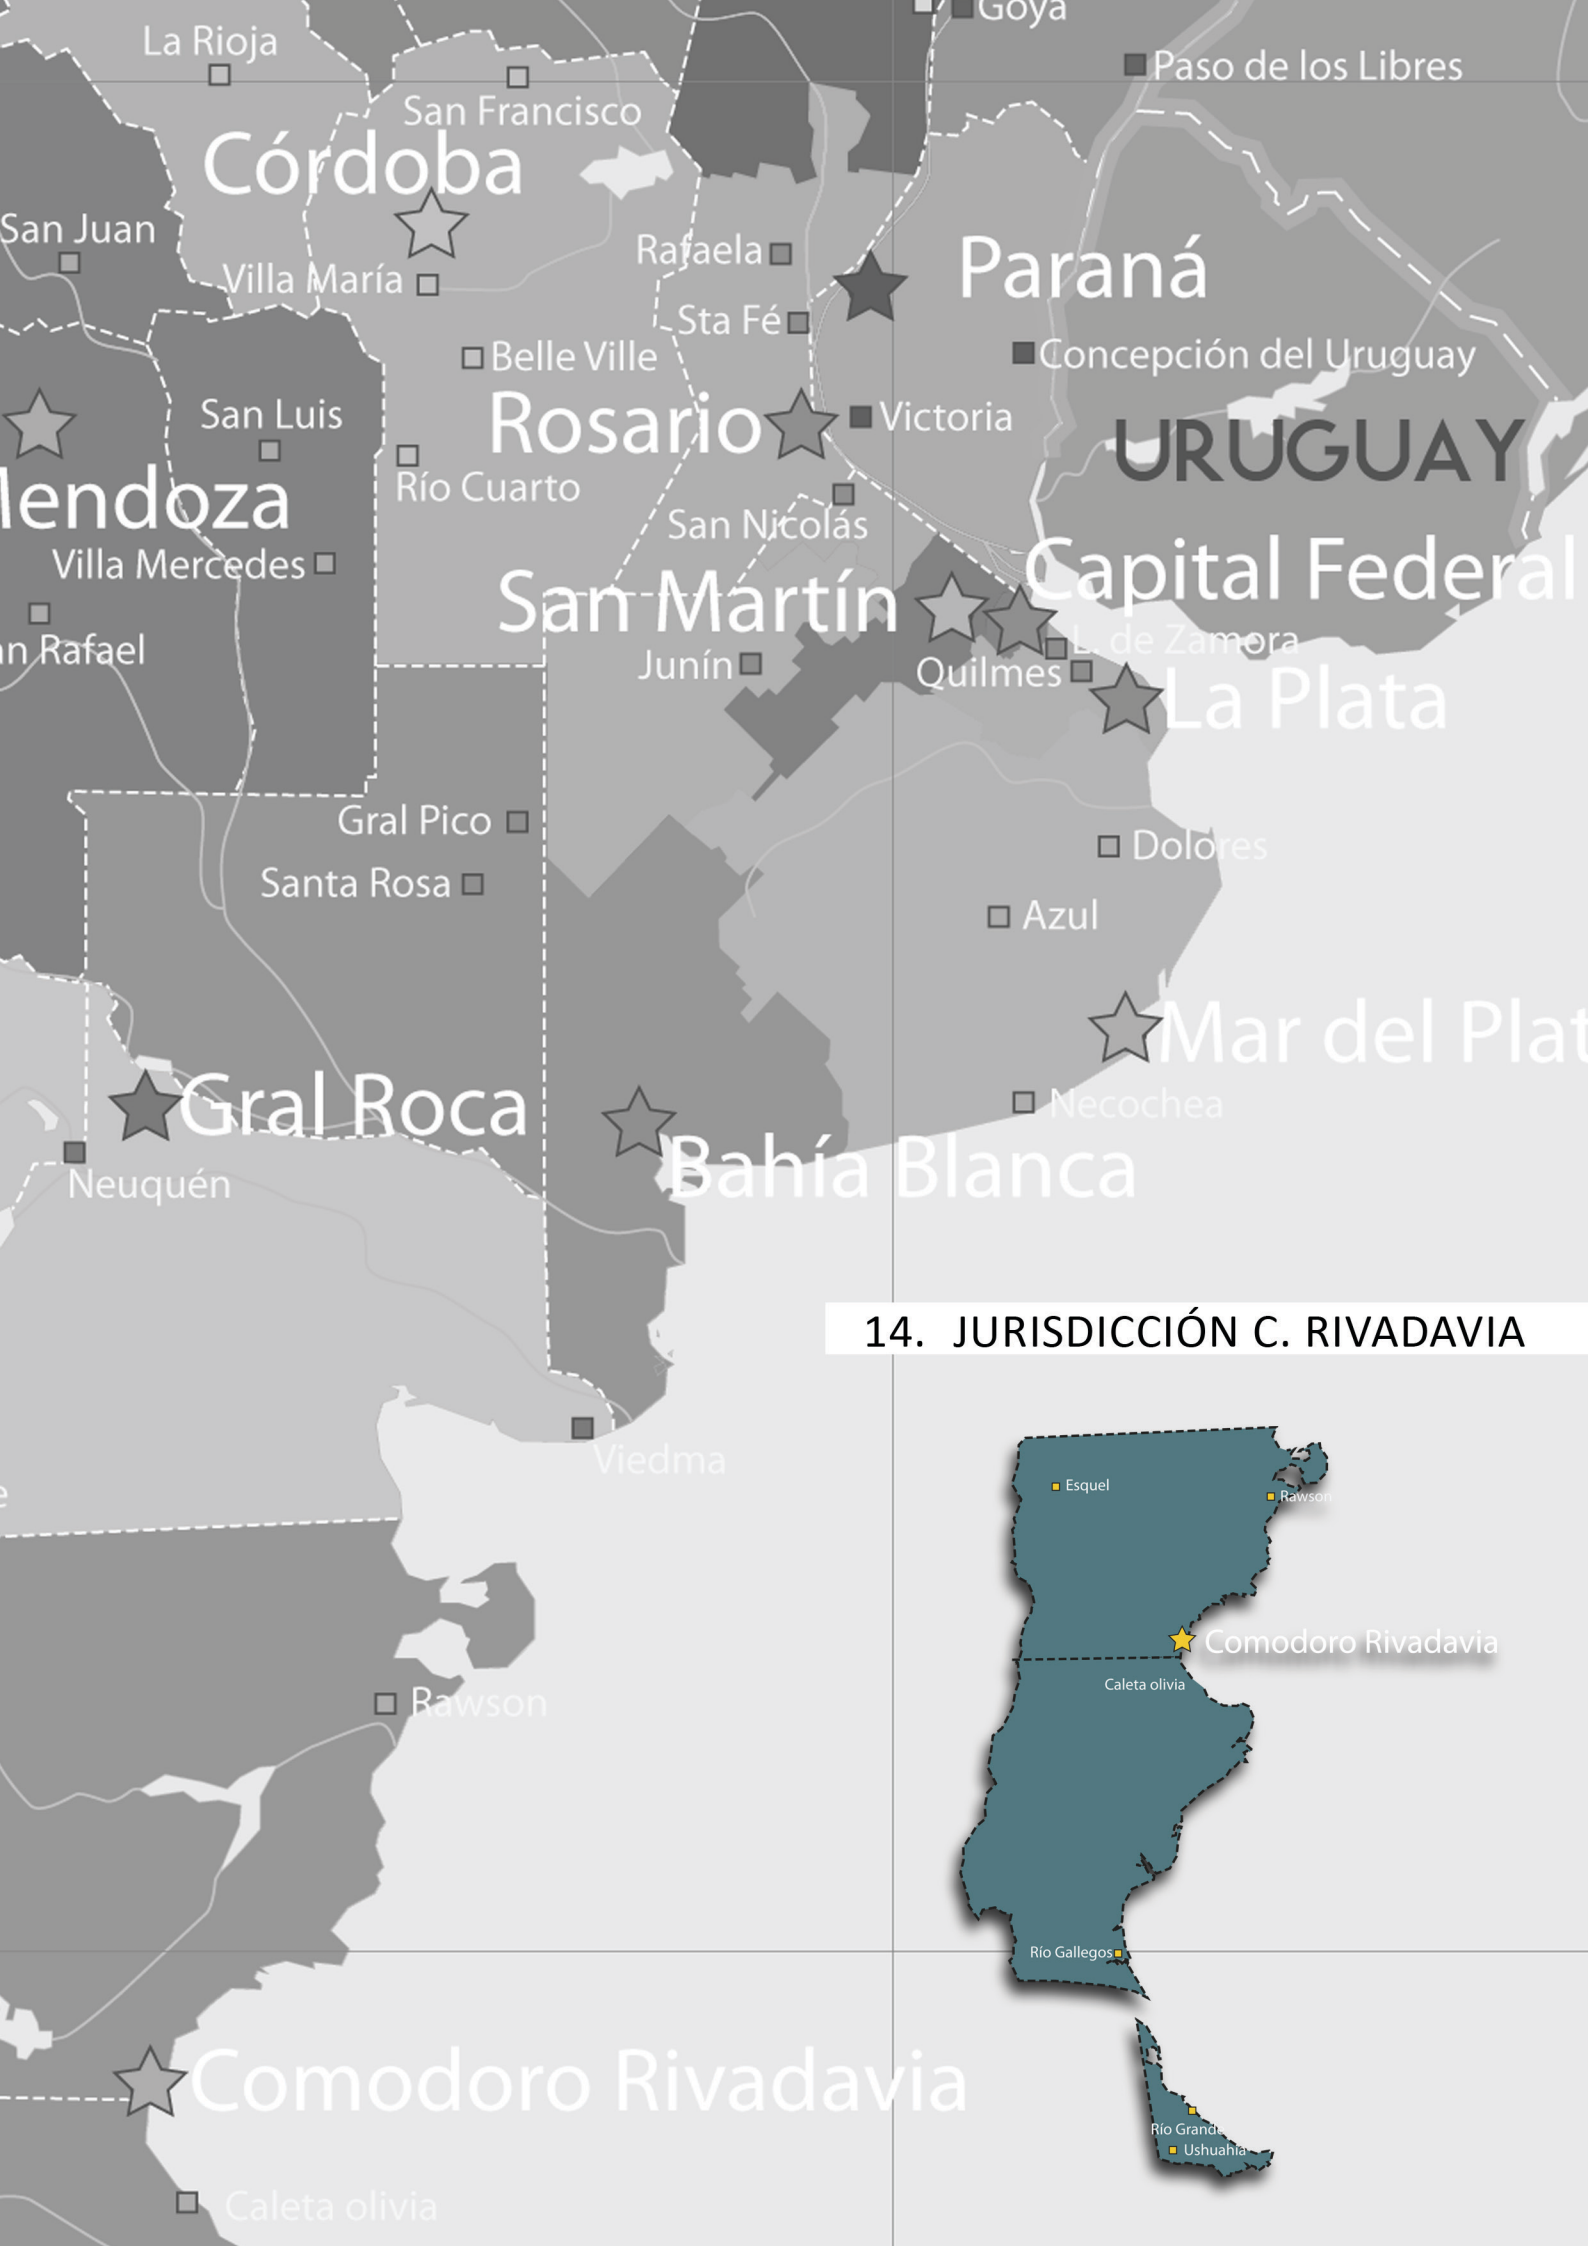 Goya
La Rioja
Paso de los Libres
San Francisco
Córdoba
San Juan
Rafaela
Paraná
Villa María
Sta Fé
Belle Ville
Concepción del Uruguay
San Luis
Rosario
Victoria
URUGUAY
Río Cuarto
endoza
San Nicolás
Villa Mercedes
Capital Federal
San Martín
L. de Zamora
an Rafael
Junín
Quilmes
La Plata
Gral Pico
Dolores
Santa Rosa
Azul
Mar del Plat
Gral Roca
Necochea
Bahía Blanca
Neuquén
14. JURISDICCIÓN C. RIVADAVIA
Viedma
Esquel
Rawson
Comodoro Rivadavia
Caleta olivia
Rawson
Río Gallegos
Comodoro Rivadavia
Río Grande
Ushuahia
Caleta olivia